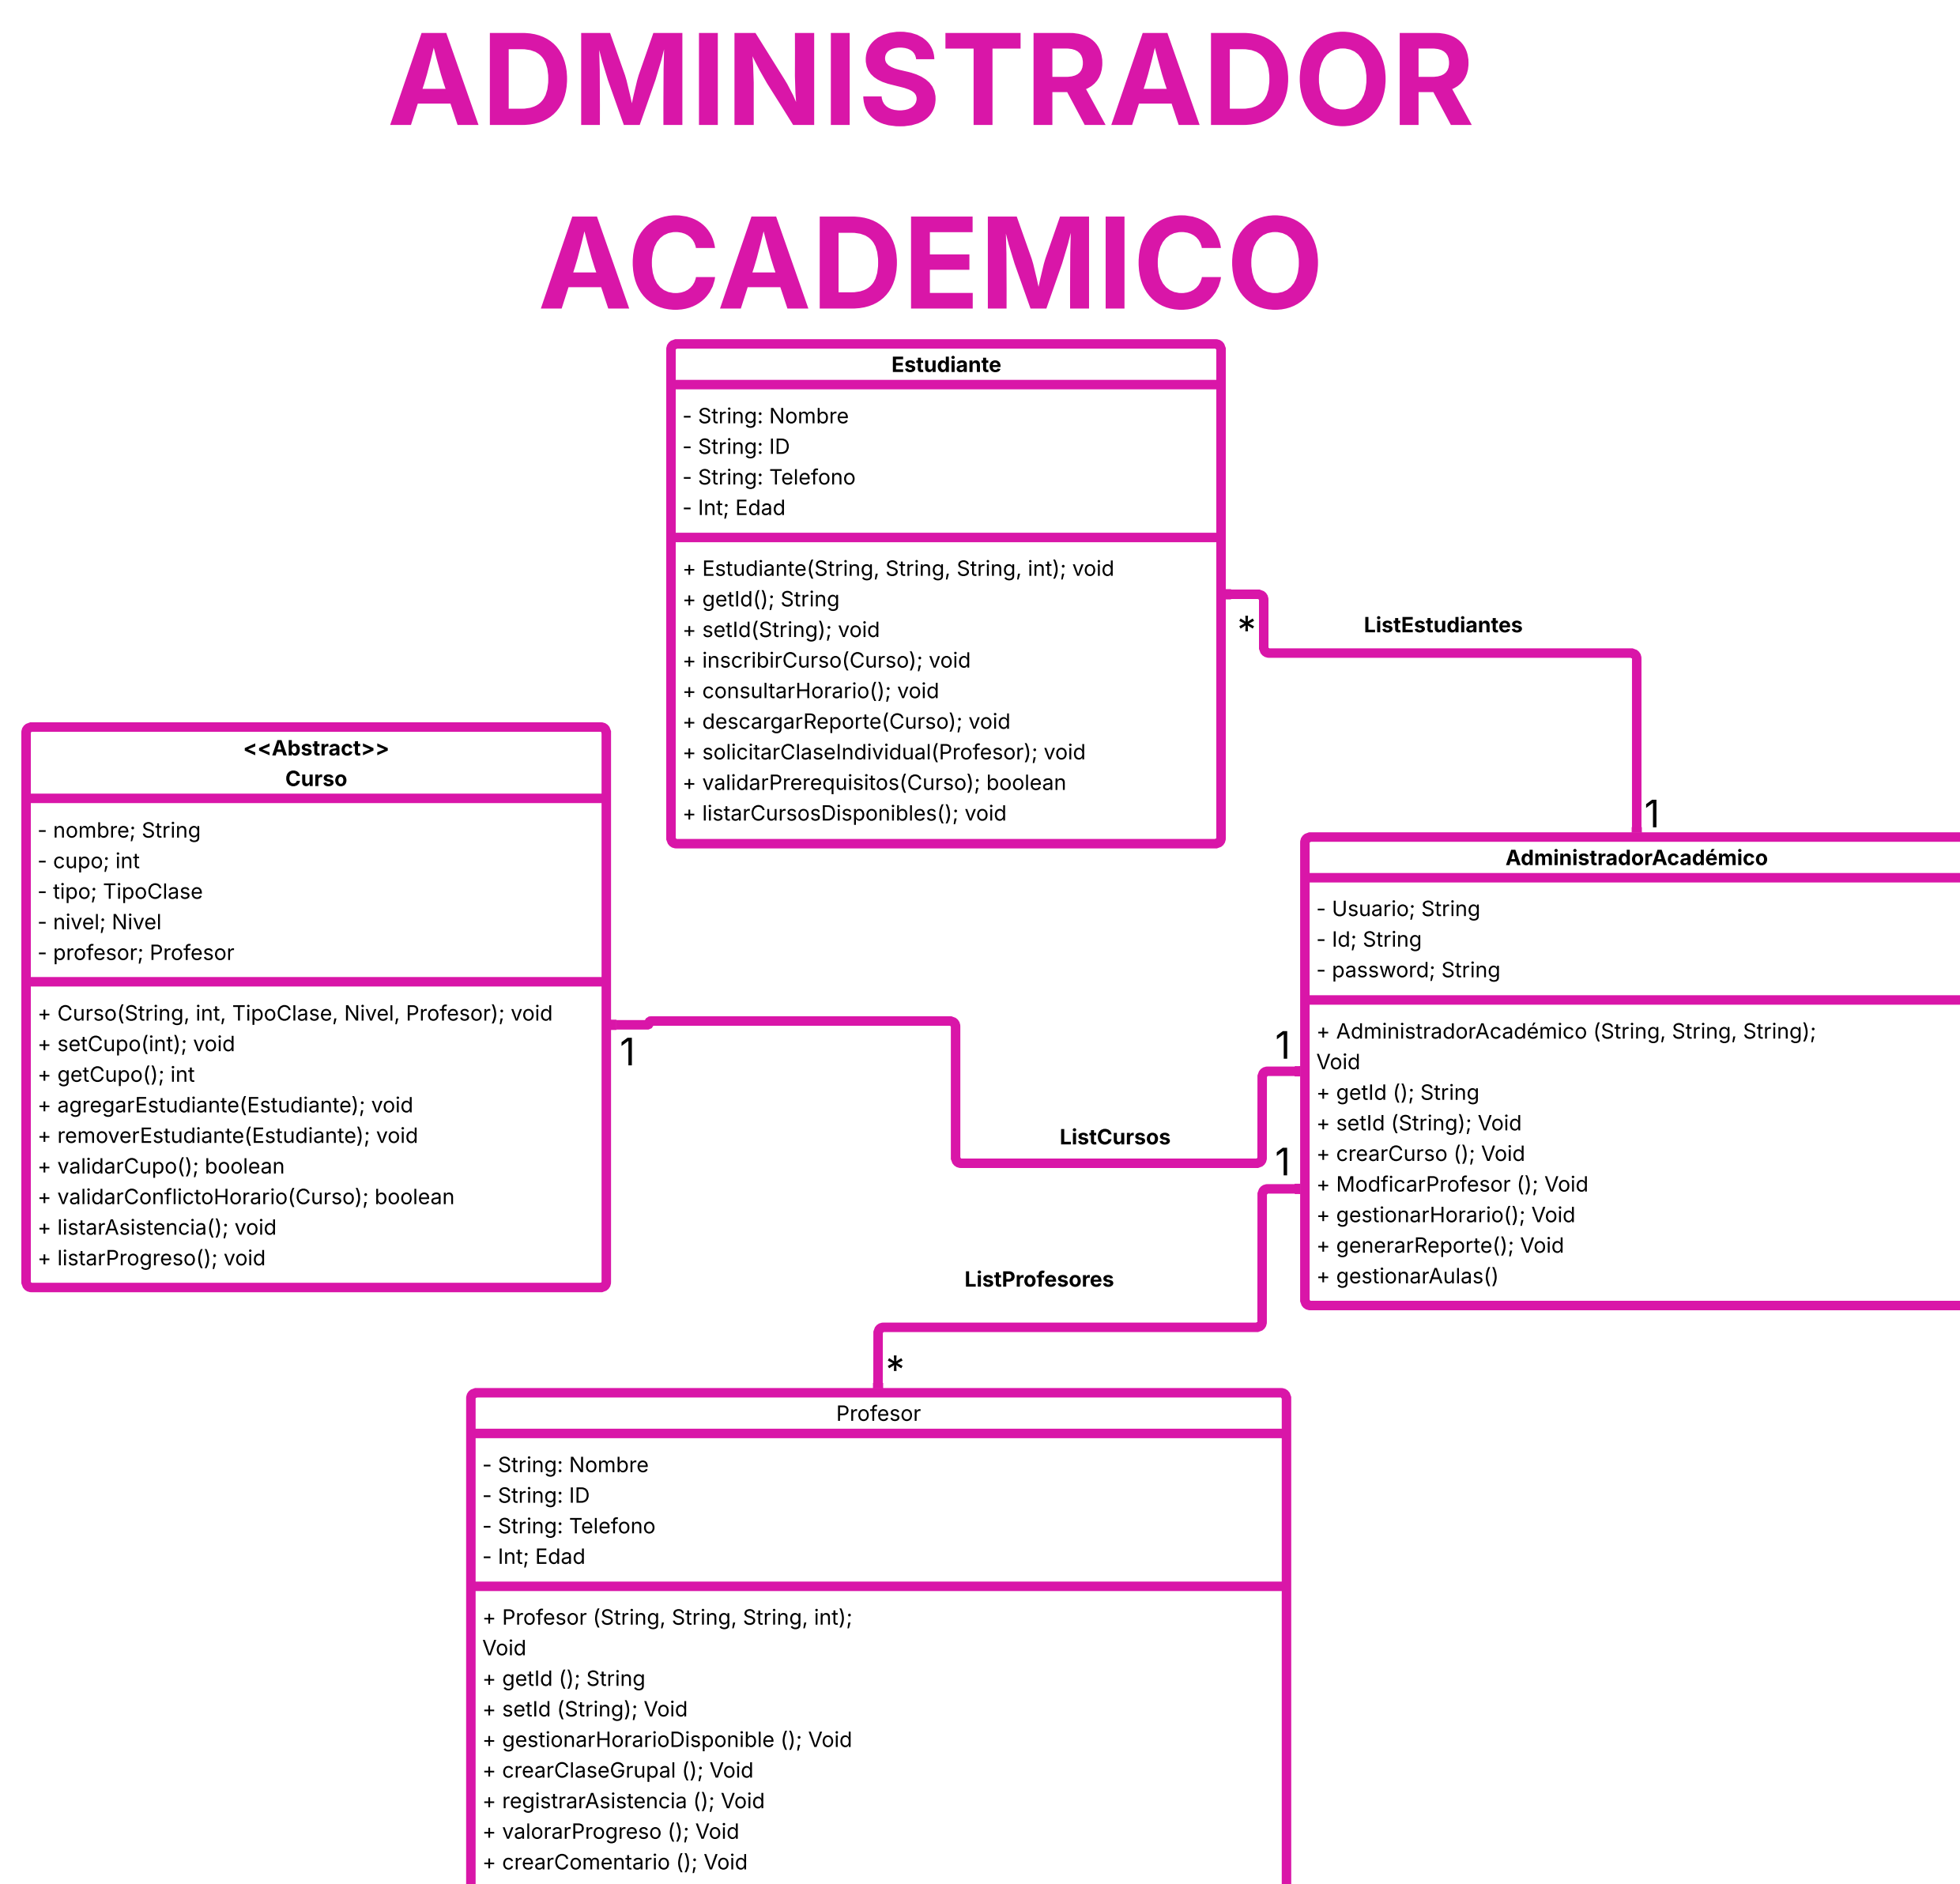 ADMINISTRADOR
ACADEMICO
Estudiante
- String: Nombre
- String: ID
- String: Telefono
- Int; Edad
+ Estudiante(String, String, String, int); void
+ getId(); String
+ setId(String); void
+ inscribirCurso(Curso); void
+ consultarHorario(); void
+ descargarReporte(Curso); void
+ solicitarClaseIndividual(Profesor); void
+ validarPrerequisitos(Curso); boolean
+ listarCursosDisponibles(); void
*
ListEstudiantes
1
<<Abstract>>
Curso
- nombre; String
- cupo; int
- tipo; TipoClase
- nivel; Nivel
- profesor; Profesor
+ Curso(String, int, TipoClase, Nivel, Profesor); void
+ setCupo(int); void
+ getCupo(); int
+ agregarEstudiante(Estudiante); void
+ removerEstudiante(Estudiante); void
+ validarCupo(); boolean
+ validarConflictoHorario(Curso); boolean
+ listarAsistencia(); void
+ listarProgreso(); void
1
ListCursos
1
AdministradorAcadémico
- Usuario; String
- Id; String
- password; String
+ AdministradorAcadémico (String, String, String);
Void
+ getId (); String
+ setId (String); Void
+ crearCurso (); Void
+ ModficarProfesor (); Void
+ gestionarHorario(); Void
+ generarReporte(); Void
+ gestionarAulas()
1
ListProfesores
*
Profesor
- String: Nombre
- String: ID
- String: Telefono
- Int; Edad
+ Profesor (String, String, String, int);
Void
+ getId (); String
+ setId (String); Void
+ gestionarHorarioDisponible (); Void
+ crearClaseGrupal (); Void
+ registrarAsistencia (); Void
+ valorarProgreso (); Void
+ crearComentario (); Void